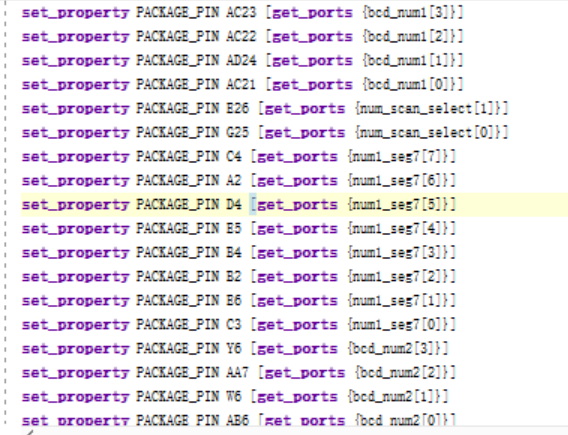 set_property PACKAGE_PIN AC23 [get_ports {bcd_num1[3]}]
set_property PACKAGE_PIN AC22 [get_ports {bcd_num1[2]}]
set_property PACKAGE_PIN AD24 [get_ports {bcd_num1[1]}]
set_property PACKAGE_PIN AC21 [get_ports {bcd_num1[0]}]
set_property PACKAGE_PIN E26 [get_ports {num_scan_select[1]}]
set_property PACKAGE_PIN G25 [get_ports {num_scan_select[0]}]
set_property PACKAGE_PIN C4 [get_ports {num1_seg7[7]}]
set_property PACKAGE_PIN A2 [get_ports {num1_seg7[6]}]
set_property PACKAGE_PIN D4 [get_ports {num1_seg7[5]}]
set_property PACKAGE_PIN E5 [get_ports {num1_seg7[4]}]
set_property PACKAGE_PIN B4 [get_ports {num1_seg7[3]}]
set_property PACKAGE_PIN B2 [get_ports {num1_seg7[2]}]
set_property PACKAGE_PIN E6 [get_ports {num1_seg7[1]}]
set_property PACKAGE_PIN C3 [get_ports {num1_seg7[0]}]
set_property PACKAGE_PIN Y6 [get_ports {bcd_num2[3]}]
set_property PACKAGE_PIN AA7 [get_ports {bcd_num2[2]}]
set_property PACKAGE_PIN W6 [get_ports {bcd_num2[1]}]
set_property PACKAGE_PIN AB6 [get_ports {bcd_num2[0]}]